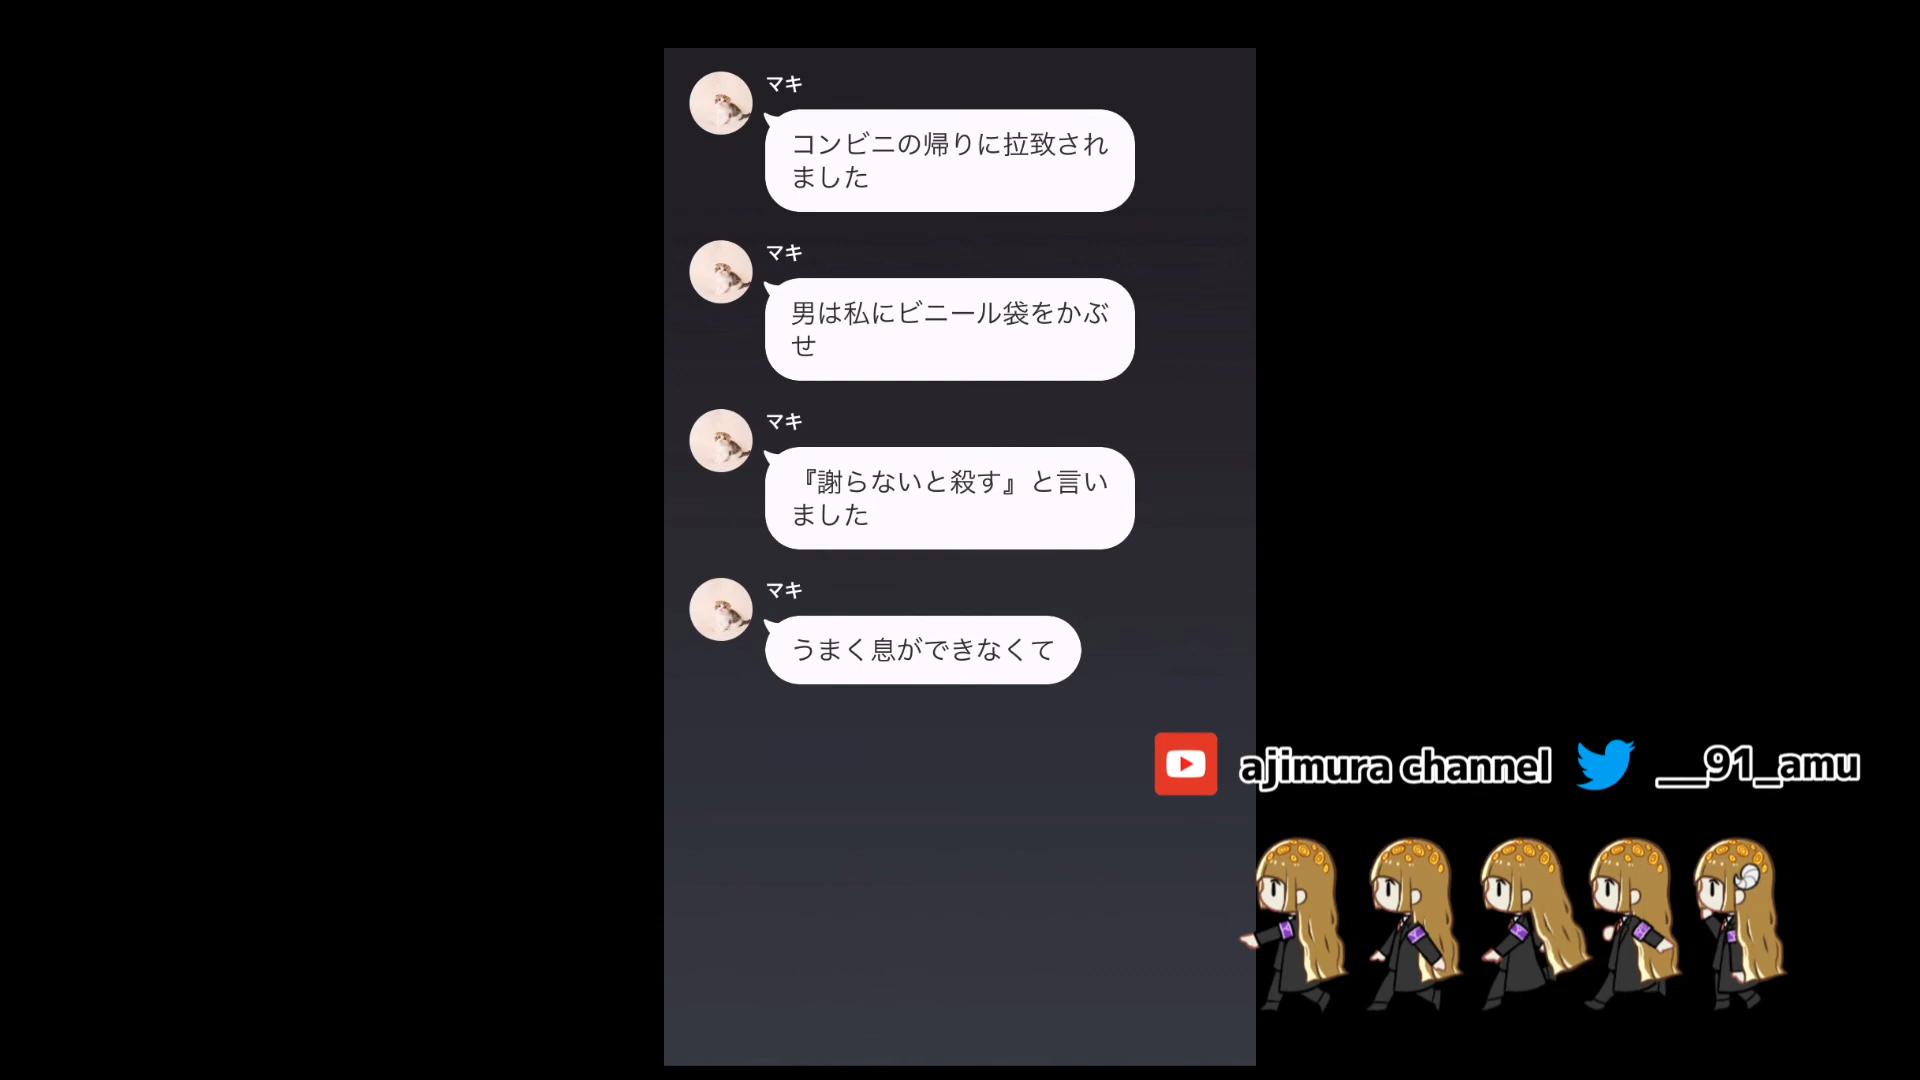 マキ
コンビニの帰りに拉致され
ました
マキ
男は私にビニール袋をかぶ
せ
マキ
『謝らないと殺す』と言い
ました
マキ
うまく息ができなくて
ajimura channel
__91_amu